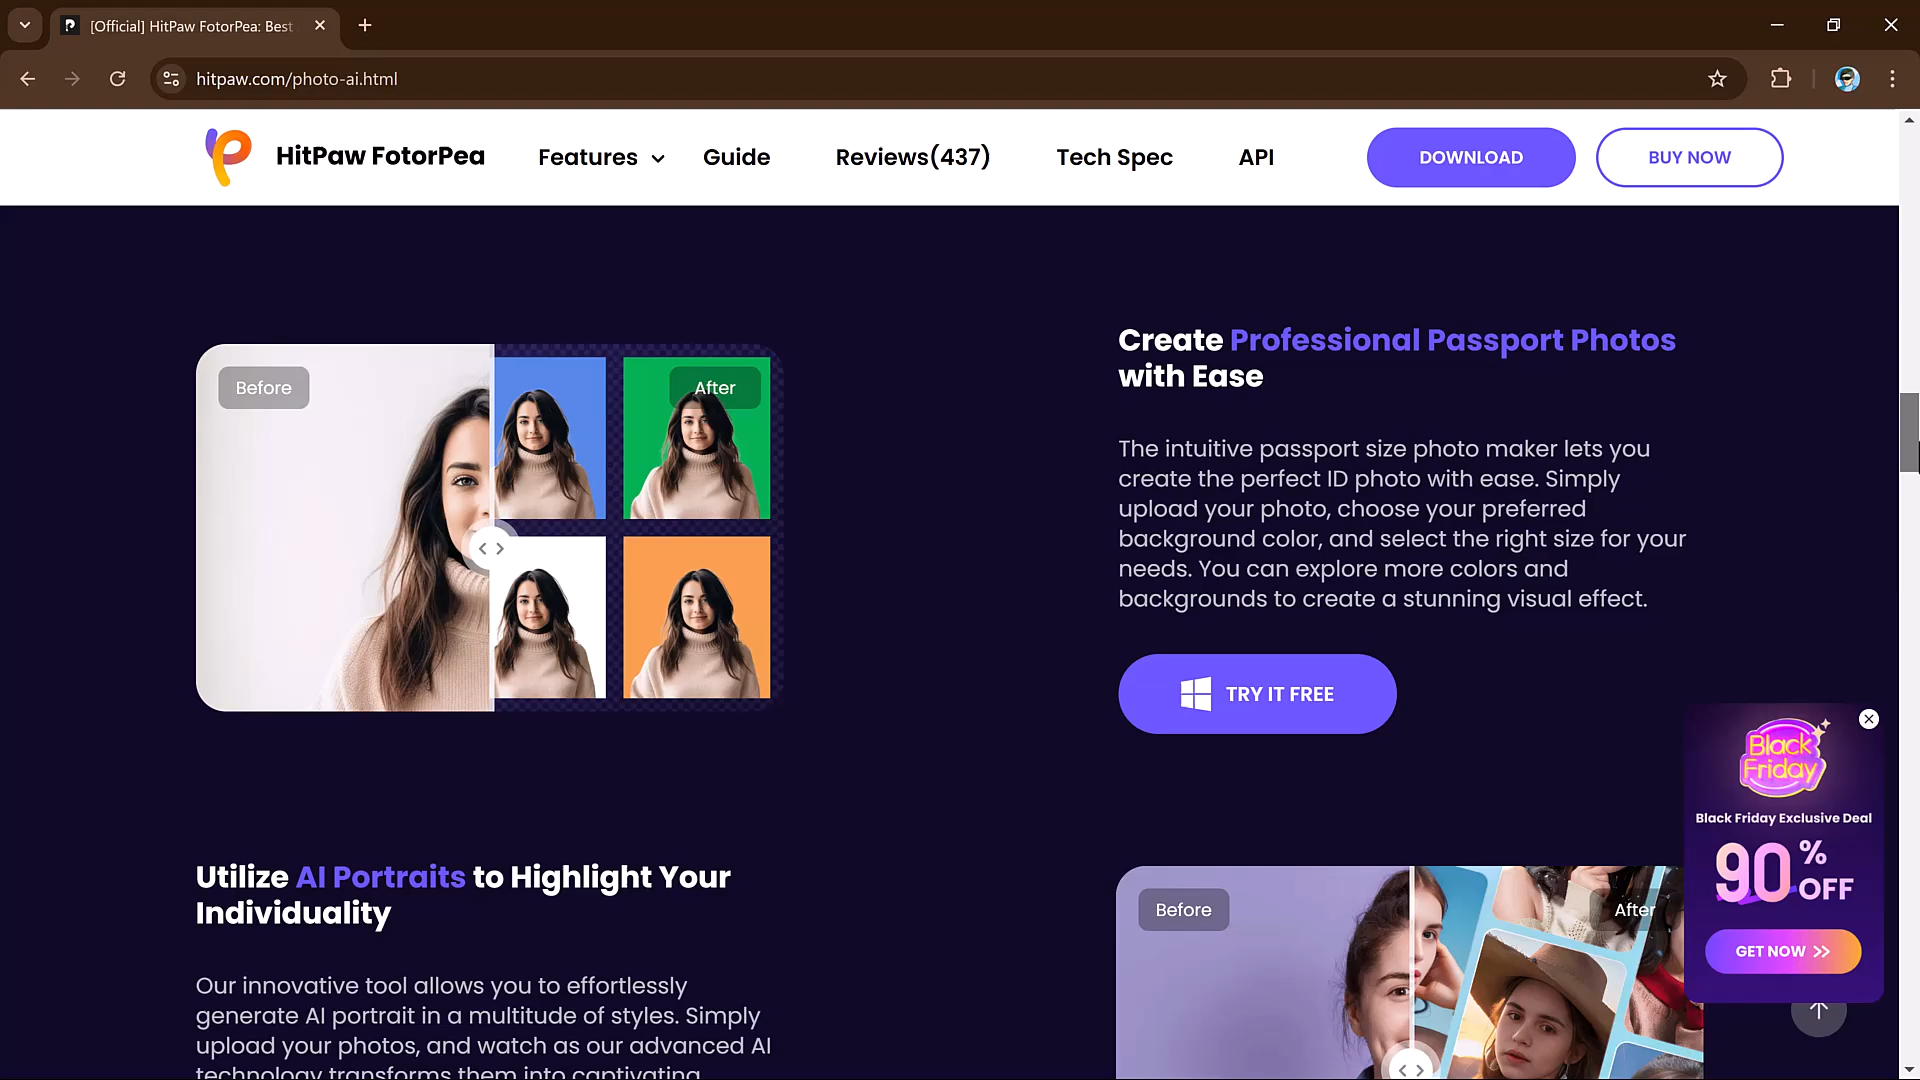 [Official] HitPaw FotorPea: Best
hitpaw.com/photo-ai.html
HitPaw FotorPea
Features
Guide
Reviews(437)
Tech Spec
API
DOWNLOAD
BUY NOW
Before
After
Create Professional Passport Photos
with Ease
The intuitive passport size photo maker lets you
create the perfect ID photo with ease. Simply
upload your photo, choose your preferred
background color, and select the right size for your
needs. You can explore more colors and
backgrounds to create a stunning visual effect.
TRY IT FREE
Black
Friday
Black Friday Exclusive Deal
90%
OFF
GET NOW
Utilize AI Portraits to Highlight Your
Individuality
Our innovative tool allows you to effortlessly
generate AI portrait in a multitude of styles. Simply
upload your photos, and watch as our advanced AI
technology transforms them into captivating
Before
After